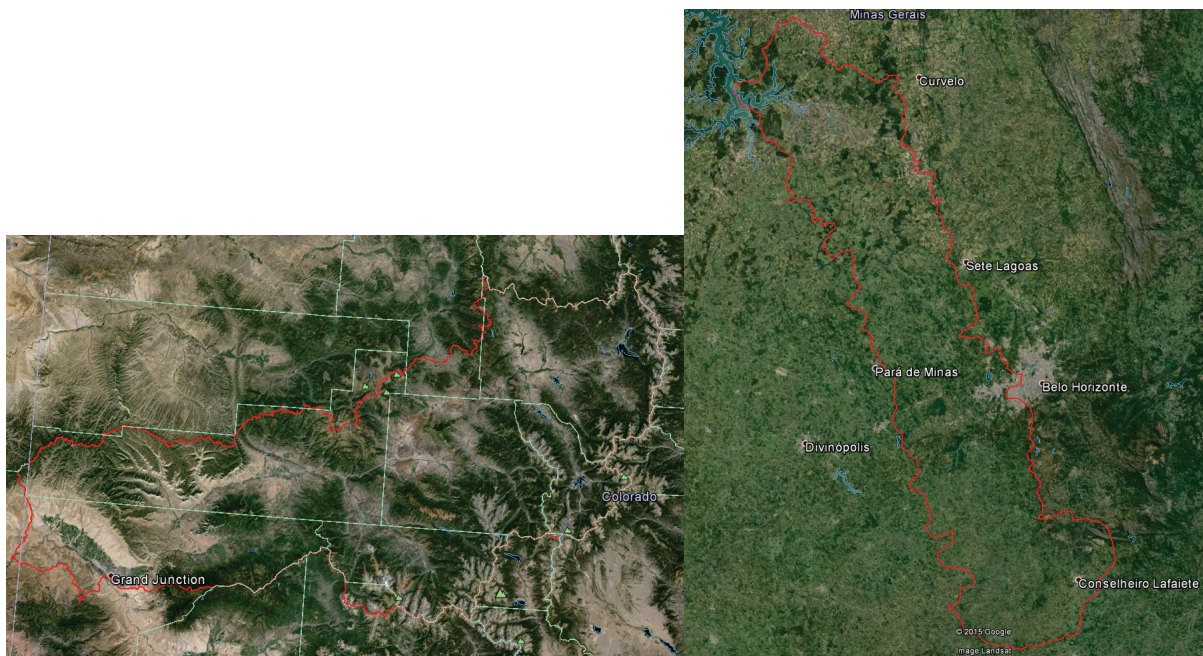 Colorado
Grand Junction
Minas Gerais
Curvelo
Sete Lagoas
Pará de Minas
Belo Horizonte
Divinópolis
Conselheiro Lafaiete
© 2015 Google
Image Landsat